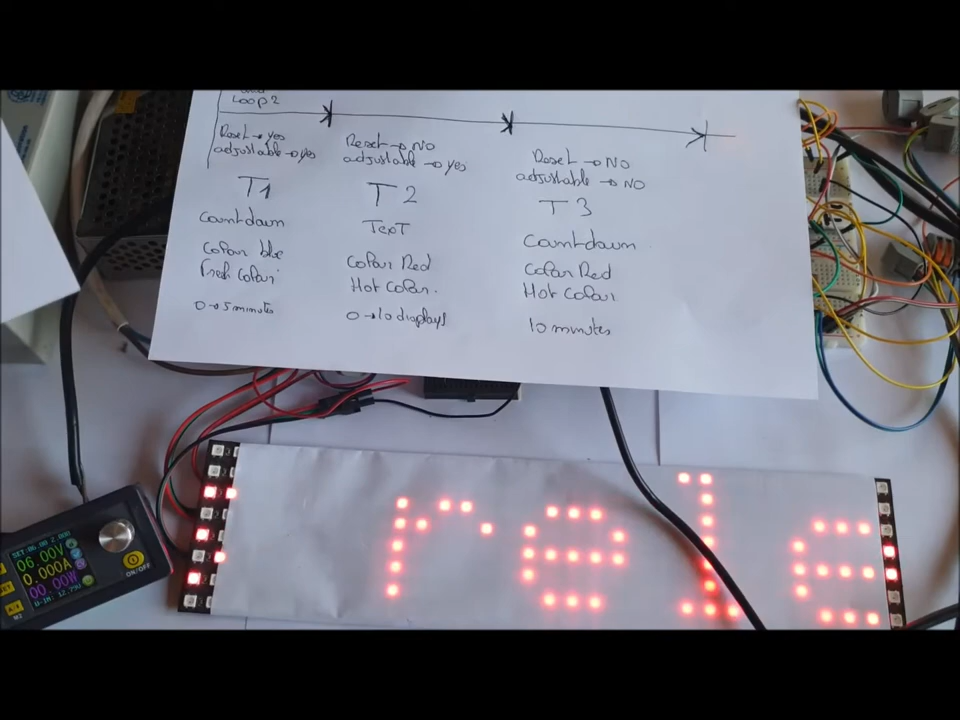 Loop 2
Reset → yes
adjustable → yes
T1
Countdown
Colour blue
Fresh Colour
0 → 5 minutes
Reset → NO
adjustable → yes
T2
Text
Colour Red
Hot Colour.
0 → 10 displays
Reset → NO
adjustable → NO
T3
Countdown
Colour Red
Hot Colour
10 minutes
06.00V
0.000A
00.00W
ON/OFF
rele